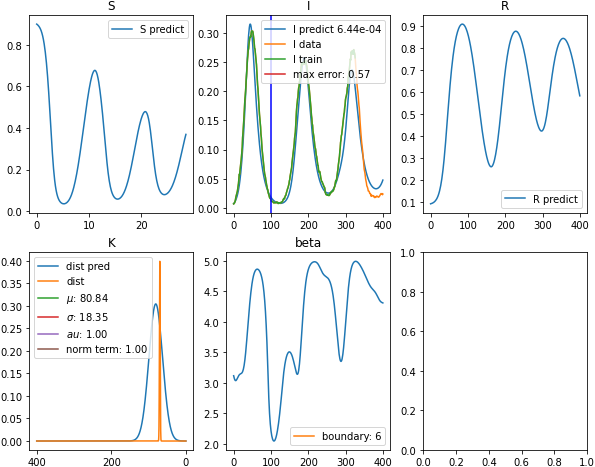 S
S predict
0.8
0.6
0.4
0.2
0.0
0 10 20
I
I predict 6.44e-04
I data
I train
max error: 0.57
0.30
0.25
0.20
0.15
0.10
0.05
0.00
0 100 200 300 400
R
0.9
0.8
0.7
0.6
0.5
0.4
0.3
0.2
0.1
R predict
0 100 200 300 400
K
dist pred
dist
μ: 80.84
σ: 18.35
au: 1.00
norm term: 1.00
0.40
0.35
0.30
0.25
0.20
0.15
0.10
0.05
0.00
400 200 0
beta
5.0
4.5
4.0
3.5
3.0
2.5
2.0
boundary: 6
0 100 200 300 400
1.0
0.8
0.6
0.4
0.2
0.0
0.0 0.2 0.4 0.6 0.8 1.0